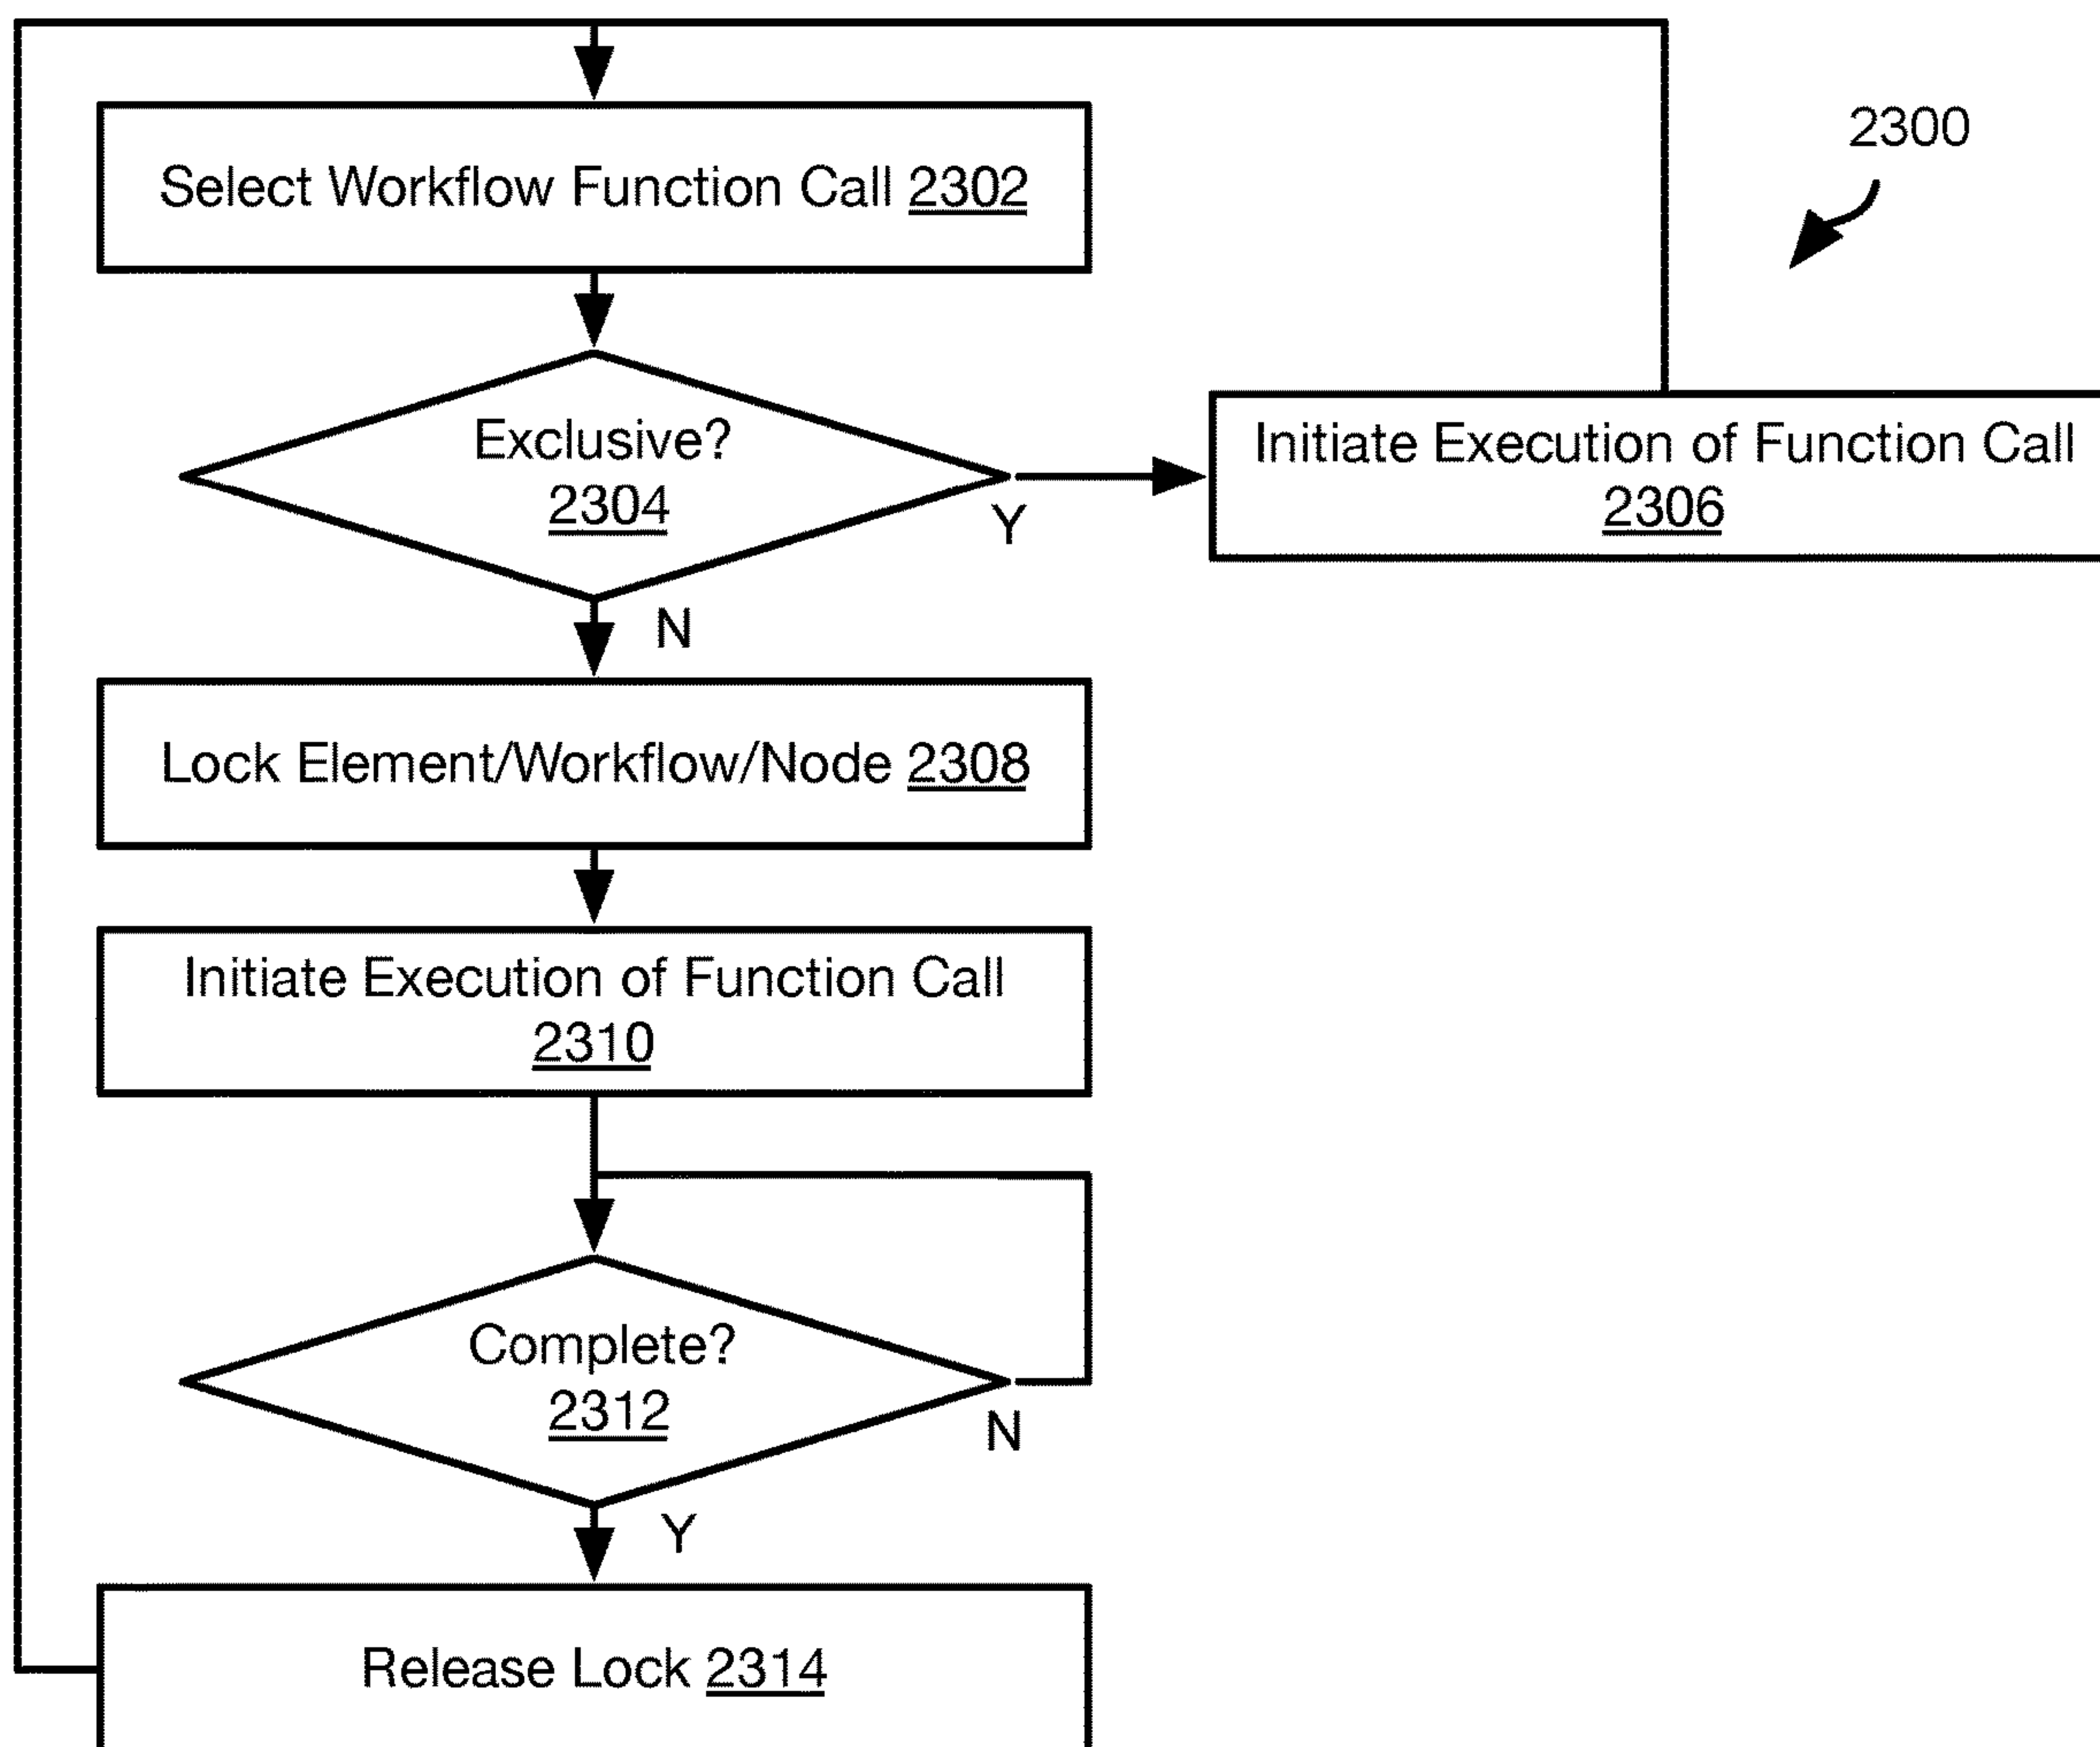 2300
Select Workflow Function Call 2302
Exclusive?
2304
Y
Initiate Execution of Function Call
2306
N
Lock Element/Workflow/Node 2308
Initiate Execution of Function Call
2310
Complete?
2312
N
Y
Release Lock 2314